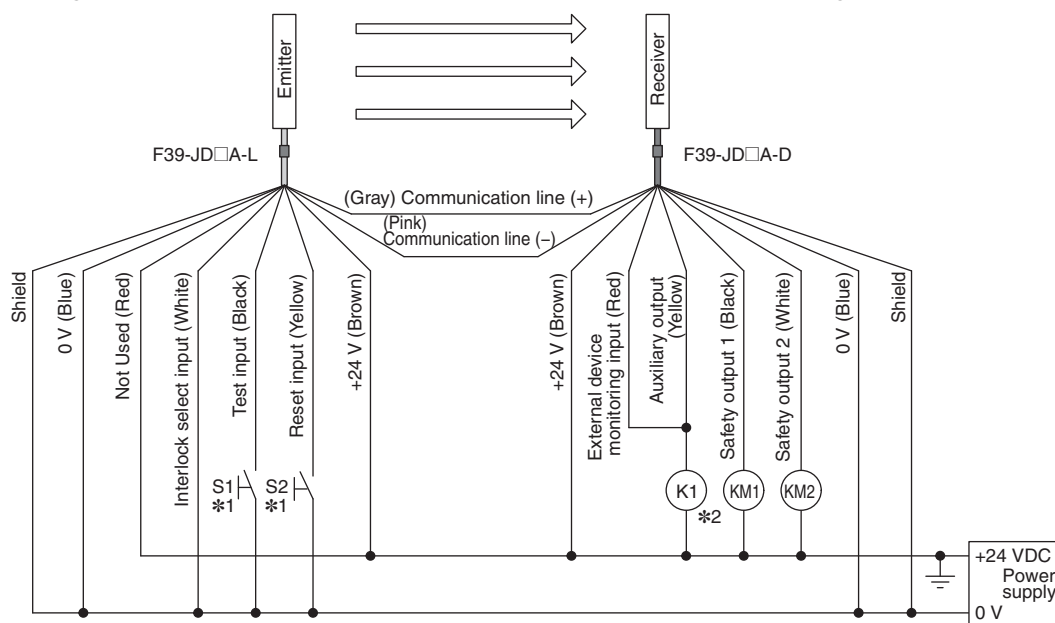 Emitter
Receiver
F39-JD□A-L
F39-JD□A-D
(Gray) Communication line (+)
(Pink)
Communication line (−)
Shield
0 V (Blue)
Not Used (Red)
Interlock select input (White)
Test input (Black)
Reset input (Yellow)
+24 V (Brown)
+24 V (Brown)
External device
monitoring input (Red)
Auxiliary output
(Yellow)
Safety output 1 (Black)
Safety output 2 (White)
0 V (Blue)
Shield
S1
*1
S2
*1
K1
*2
KM1
KM2
+24 VDC
Power
supply
0 V